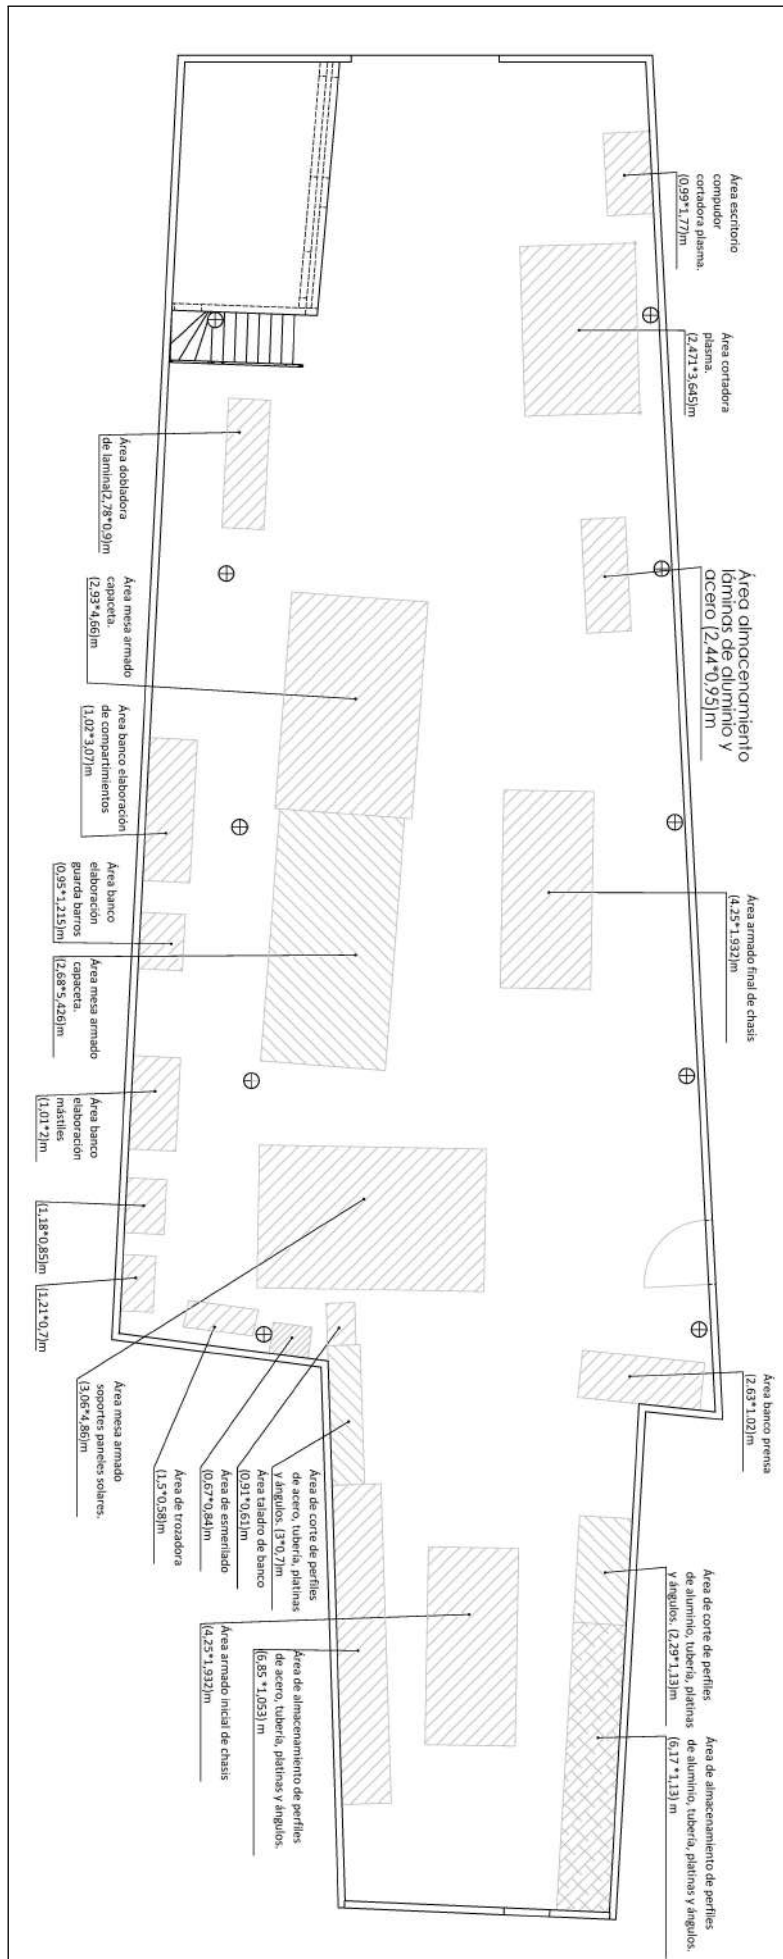 Área escritorio
compudor
cortadora plasma.
(0,99*1,77)m
Área cortadora
plasma.
(2,471*3,645)m
Área almacenamiento
láminas de aluminio y
acero (2,44*0,95)m
Área armado final de chasis
(4.25*1.932)m
Área banco prensa
(2.63*1.02)m
Área de corte de perfiles
de aluminio, tubería, platinas
y ángulos. (2,29*1,13)m
Área de almacenamiento de perfiles
de aluminio, tubería, platinas y ángulos.
(6,17 *1,13) m
Área dobladora
de lamina(2,78*0,9)m
Área mesa armado
capaceta.
(2,93*4,66)m
Área banco elaboración
de compartimientos
(1,02*3,07)m
Área banco
elaboración
guarda barros
(0,95*1,215)m
Área mesa armado
capaceta.
(2,68*5,426)m
Área banco
elaboración
mástiles
(1,01*2)m
(1,18*0,85)m
(1,21*0,7)m
Área mesa armado
soportes paneles solares.
(3,06*4,86)m
Área de trozadora
(1,5*0,58)m
Área de esmerilado
(0,67*0,84)m
Área taladro de banco
(0,91*0,61)m
Área de corte de perfiles
de acero, tubería, platinas
y ángulos. (3*0,7)m
Área armado inicial de chasis
(4,25*1,932)m
Área de almacenamiento de perfiles
de acero, tubería, platinas y ángulos.
(6,85 *1,053) m